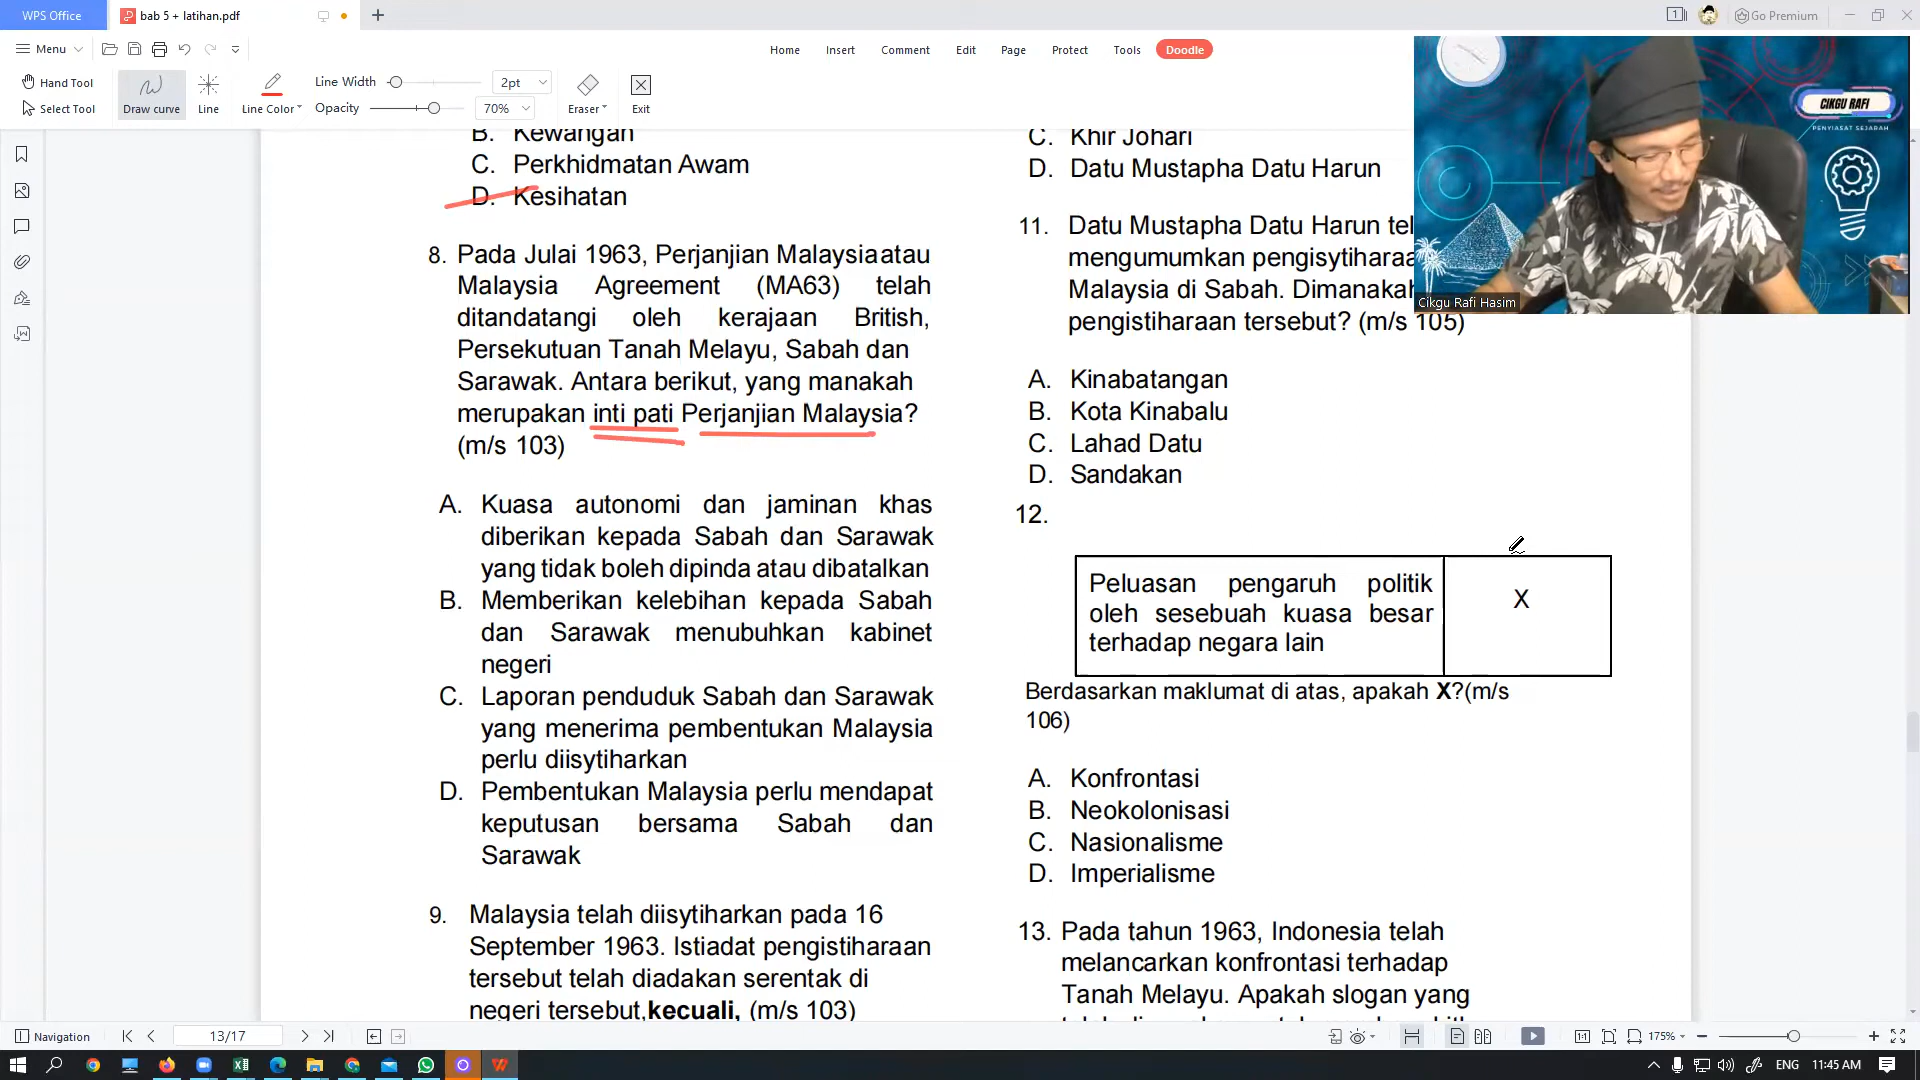 WPS Office
bab 5 + latihan.pdf
1
Go Premium
Menu
Home Insert Comment Edit Page Protect Tools Doodle
Hand Tool
Select Tool
Draw curve
Line
Line Color
Line Width
2pt
Opacity
70%
Eraser
Exit
B. Kewangan
C. Perkhidmatan Awam
D. Kesihatan
8. Pada Julai 1963, Perjanjian Malaysia atau
Malaysia Agreement (MA63) telah
ditandatangi oleh kerajaan British,
Persekutuan Tanah Melayu, Sabah dan
Sarawak. Antara berikut, yang manakah
merupakan inti pati Perjanjian Malaysia?
(m/s 103)
A. Kuasa autonomi dan jaminan khas
diberikan kepada Sabah dan Sarawak
yang tidak boleh dipinda atau dibatalkan
B. Memberikan kelebihan kepada Sabah
dan Sarawak menubuhkan kabinet
negeri
C. Laporan penduduk Sabah dan Sarawak
yang menerima pembentukan Malaysia
perlu diisytiharkan
D. Pembentukan Malaysia perlu mendapat
keputusan bersama Sabah dan
Sarawak
9. Malaysia telah diisytiharkan pada 16
September 1963. Istiadat pengistiharaan
tersebut telah diadakan serentak di
negeri tersebut,kecuali, (m/s 103)
C. Khir Johari
D. Datu Mustapha Datu Harun
11. Datu Mustapha Datu Harun tel
mengumumkan pengisytiharaa
Malaysia di Sabah. Dimanakah
pengistiharaan tersebut? (m/s 105)
A. Kinabatangan
B. Kota Kinabalu
C. Lahad Datu
D. Sandakan
12.
Peluasan pengaruh politik
oleh sesebuah kuasa besar
terhadap negara lain
X
Berdasarkan maklumat di atas, apakah X?(m/s
106)
A. Konfrontasi
B. Neokolonisasi
C. Nasionalisme
D. Imperialisme
13. Pada tahun 1963, Indonesia telah
melancarkan konfrontasi terhadap
Tanah Melayu. Apakah slogan yang
CIKGU RAFI
PENYIASAT SEJARAH
Cikgu Rafi Hasim
Navigation
13/17
175%
ENG
11:45 AM